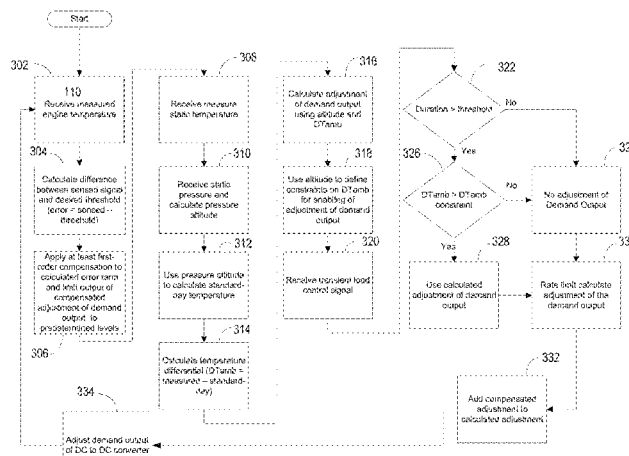 Start
302
110
Receive measured
engine temperature
304
Calculate difference
between sensed signal
and desired threshold
(error = sensed –
threshold)
Apply at least first-
order compensation to
calculated error term
and limit output of
compensated
adjustment of demand
output to
predetermined levels
306
308
Receive measure
static temperature
310
Receive static
pressure and
calculate pressure
altitude
312
Use pressure altitude
to calculate standard-
day temperature
314
Calculate temperature
differential (DTamb =
measured – standard-
day)
316
Calculate adjustment
of demand output
using altitude and
DTamb
318
Use altitude to define
constraints on DTamb
for enabling of
adjustment of demand
output
320
Receive transient load
control signal
322
Duration > threshold
No
Yes
326
DTamb > DTamb
constraint
No
Yes
328
Use calculated
adjustment of demand
output
No adjustment of
Demand Output
Rate limit calculate
adjustment of the
demand output
332
Add compensated
adjustment to
calculated adjustment
334
Adjust demand output
of DC to DC converter